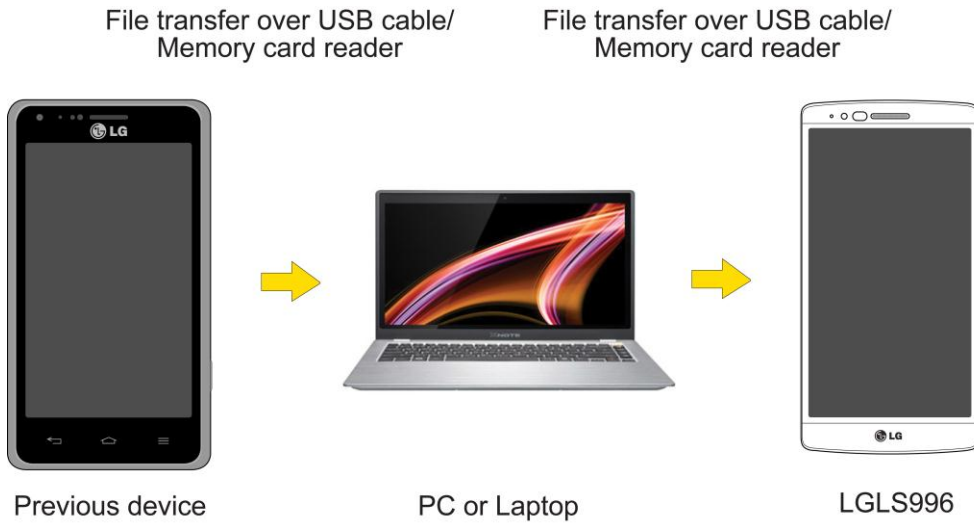 File transfer over USB cable/
Memory card reader
File transfer over USB cable/
Memory card reader
LG
LG
Previous device
PC or Laptop
LGLS996